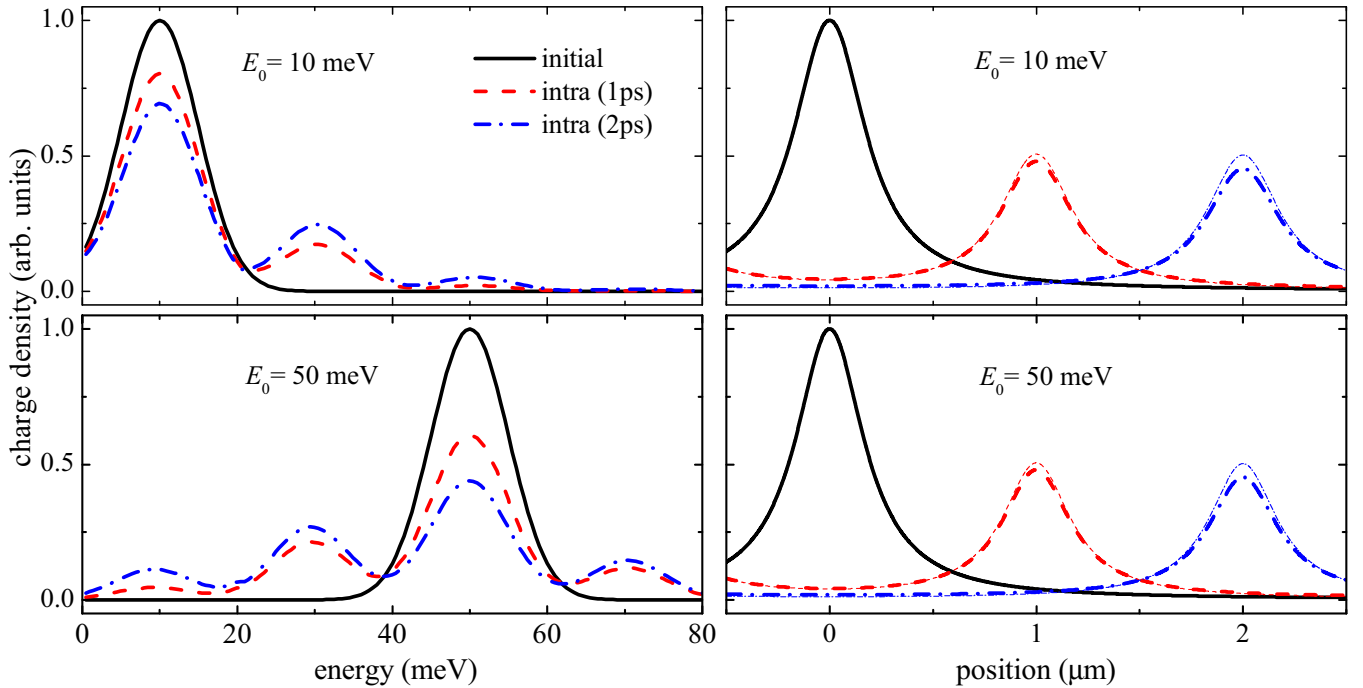 charge density (arb. units)
1.0
0.5
0.0
E0= 10 meV
initial
intra (1ps)
intra (2ps)
E0= 10 meV
1.0
0.5
0.0
E0= 50 meV
E0= 50 meV
0 20 40 60 80
0 1 2
energy (meV)
position (μm)